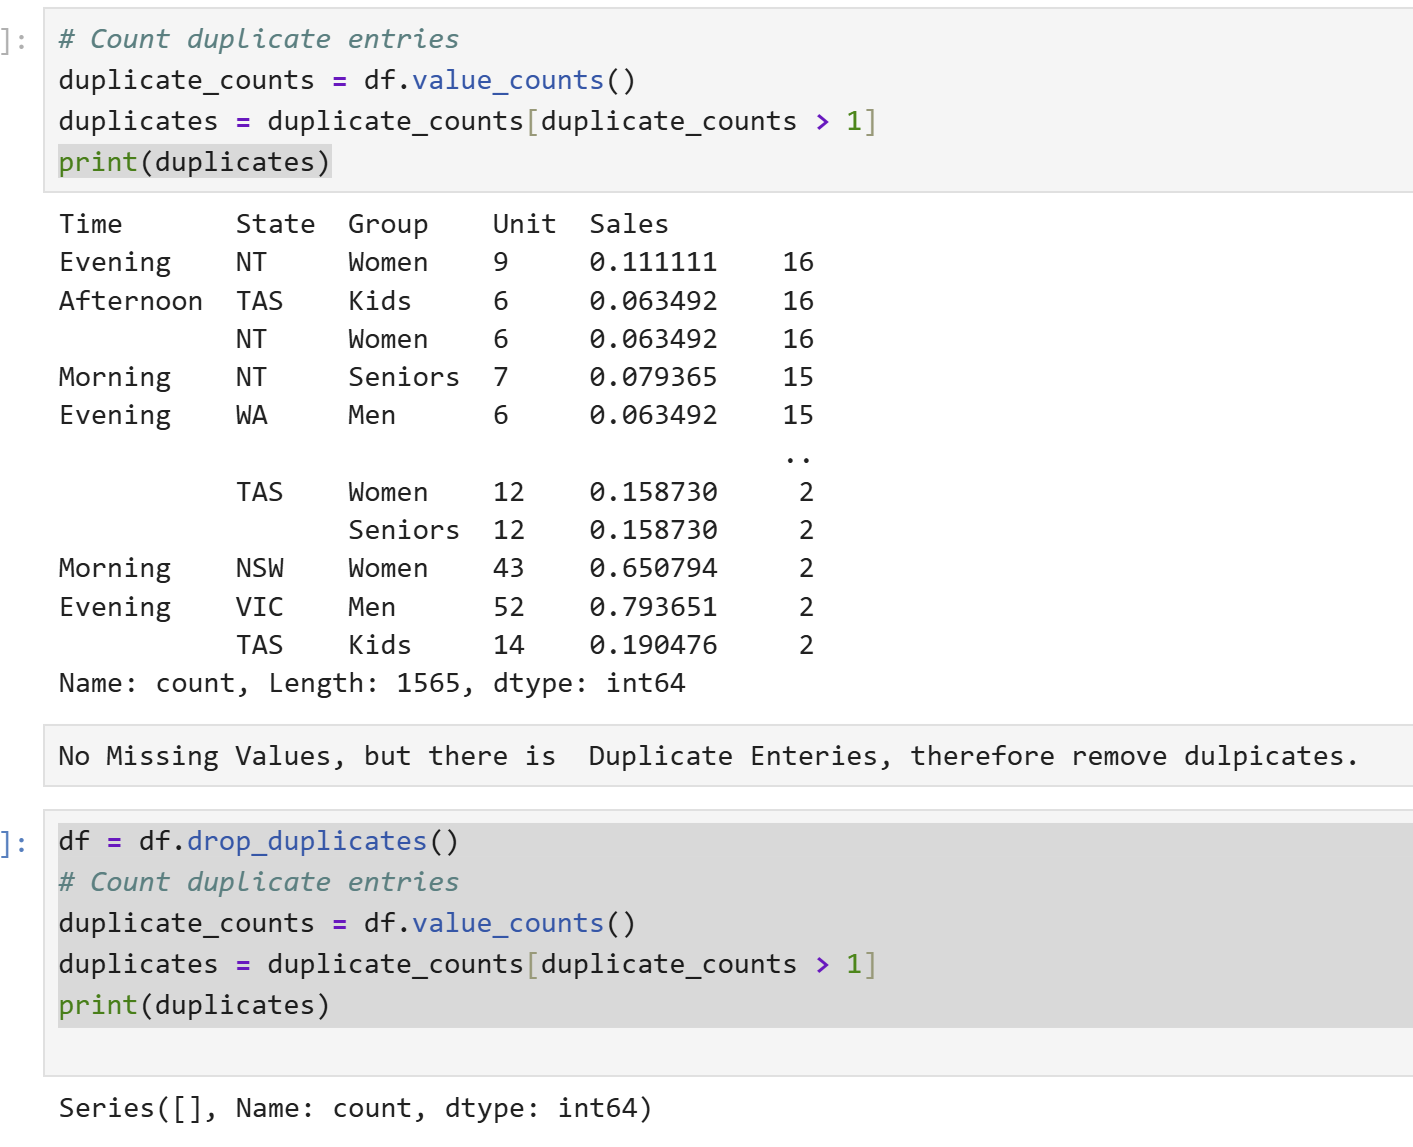 ]: # Count duplicate entries
duplicate_counts = df.value_counts()
duplicates = duplicate_counts[duplicate_counts > 1]
print(duplicates)
Time State Group Unit Sales
Evening NT Women 9 0.111111 16
Afternoon TAS Kids 6 0.063492 16
NT Women 6 0.063492 16
Morning NT Seniors 7 0.079365 15
Evening WA Men 6 0.063492 15
..
TAS Women 12 0.158730 2
Seniors 12 0.158730 2
Morning NSW Women 43 0.650794 2
Evening VIC Men 52 0.793651 2
TAS Kids 14 0.190476 2
Name: count, Length: 1565, dtype: int64
No Missing Values, but there is  Duplicate Enteries, therefore remove dulpicates.
]: df = df.drop_duplicates()
# Count duplicate entries
duplicate_counts = df.value_counts()
duplicates = duplicate_counts[duplicate_counts > 1]
print(duplicates)
Series([], Name: count, dtype: int64)